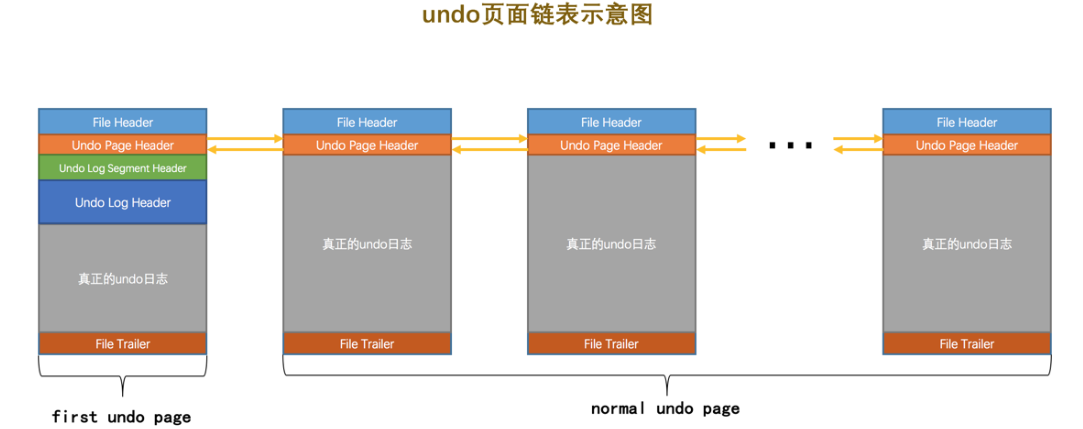 undo页面链表示意图
File Header
Undo Page Header
Undo Log Segment Header
Undo Log Header
真正的undo日志
File Trailer
first undo page
File Header
Undo Page Header
真正的undo日志
File Trailer
File Header
Undo Page Header
真正的undo日志
File Trailer
...
File Header
Undo Page Header
真正的undo日志
File Trailer
normal undo page